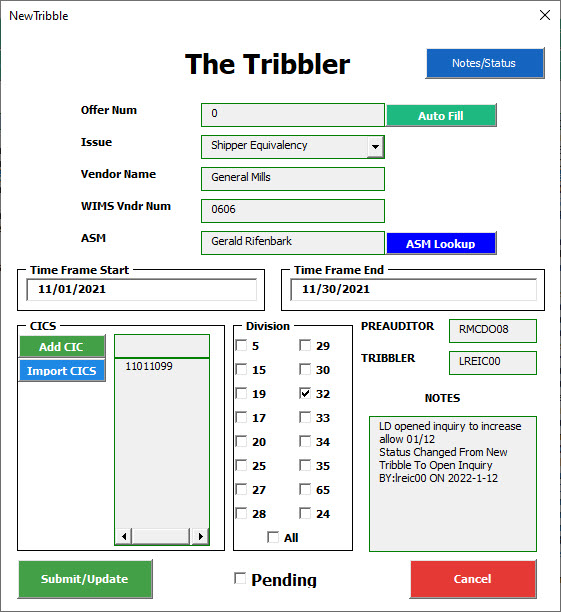 NewTribble
The Tribbler
Notes/Status
Offer Num 0 Auto Fill
Issue Shipper Equivalency
Vendor Name General Mills
WIMS Vndr Num 0606
ASM Gerald Rifenbark ASM Lookup
Time Frame Start
11/01/2021
Time Frame End
11/30/2021
CICS
Add CIC
Import CICS
11011099
Division
5 29
15 30
19 32
17 33
20 34
25 35
27 65
28 24
All
PREAUDITOR RMCDO08
TRIBBLER LREIC00
NOTES
LD opened inquiry to increase
allow 01/12
Status Changed From New
Tribble To Open Inquiry
BY:lreic00 ON 2022-1-12
Submit/Update
Pending
Cancel